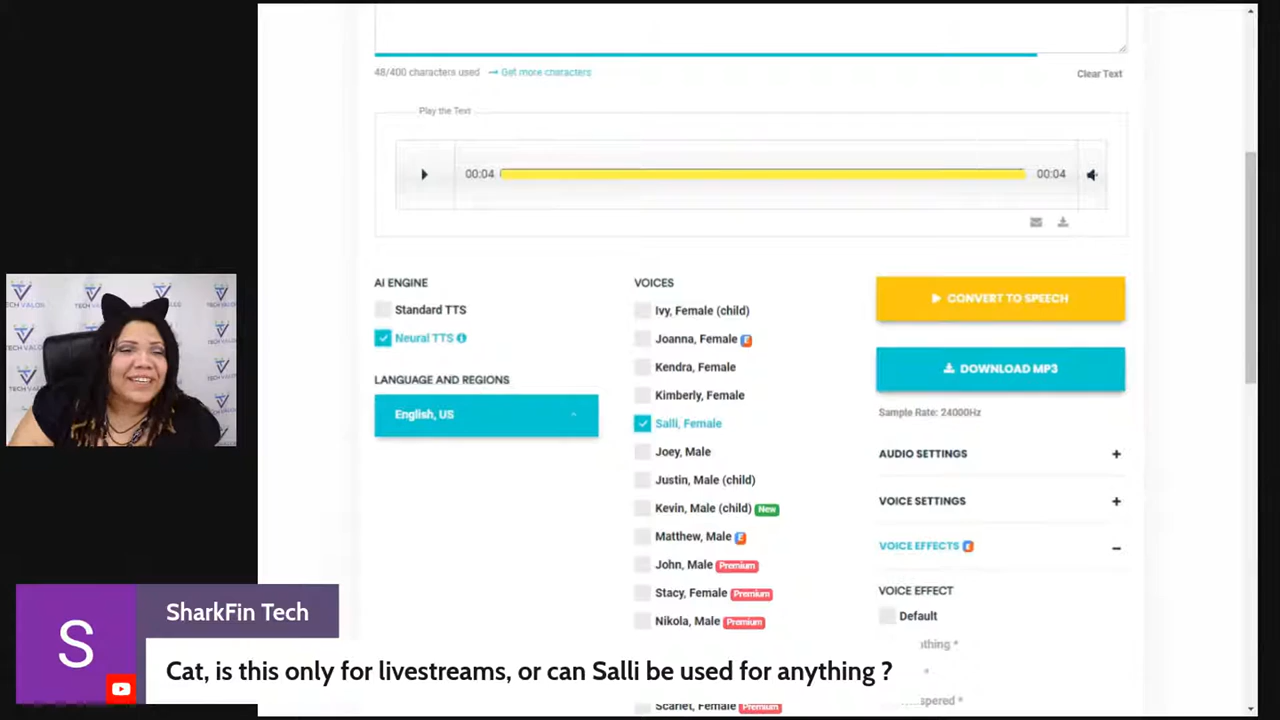 48/400 characters used → Get more characters
Clear Text
Play the Text
00:04
00:04
AI ENGINE
Standard TTS
Neural TTS
LANGUAGE AND REGIONS
English, US
VOICES
Ivy, Female (child)
Joanna, Female E
Kendra, Female
Kimberly, Female
Salli, Female
Joey, Male
Justin, Male (child)
Kevin, Male (child) New
Matthew, Male E
John, Male Premium
Stacy, Female Premium
Nikola, Male Premium
Scarlet, Female Premium
CONVERT TO SPEECH
DOWNLOAD MP3
Sample Rate: 24000Hz
AUDIO SETTINGS +
VOICE SETTINGS +
VOICE EFFECTS E −
VOICE EFFECT
Default
othing *
*
spered *
TECH VALOR
S
SharkFin Tech
Cat, is this only for livestreams, or can Salli be used for anything ?